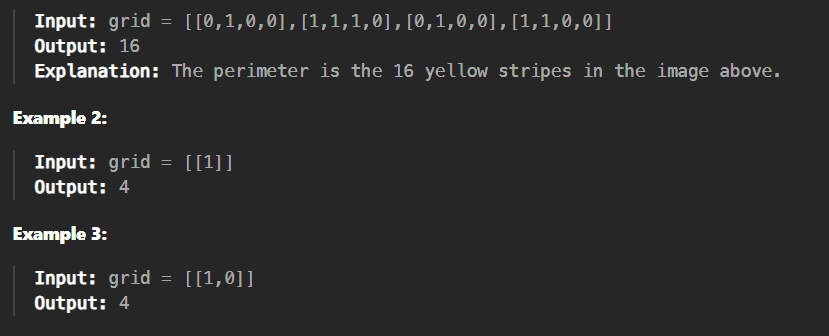 Input: grid = [[0,1,0,0],[1,1,1,0],[0,1,0,0],[1,1,0,0]]
Output: 16
Explanation: The perimeter is the 16 yellow stripes in the image above.
Example 2:
Input: grid = [[1]]
Output: 4
Example 3:
Input: grid = [[1,0]]
Output: 4